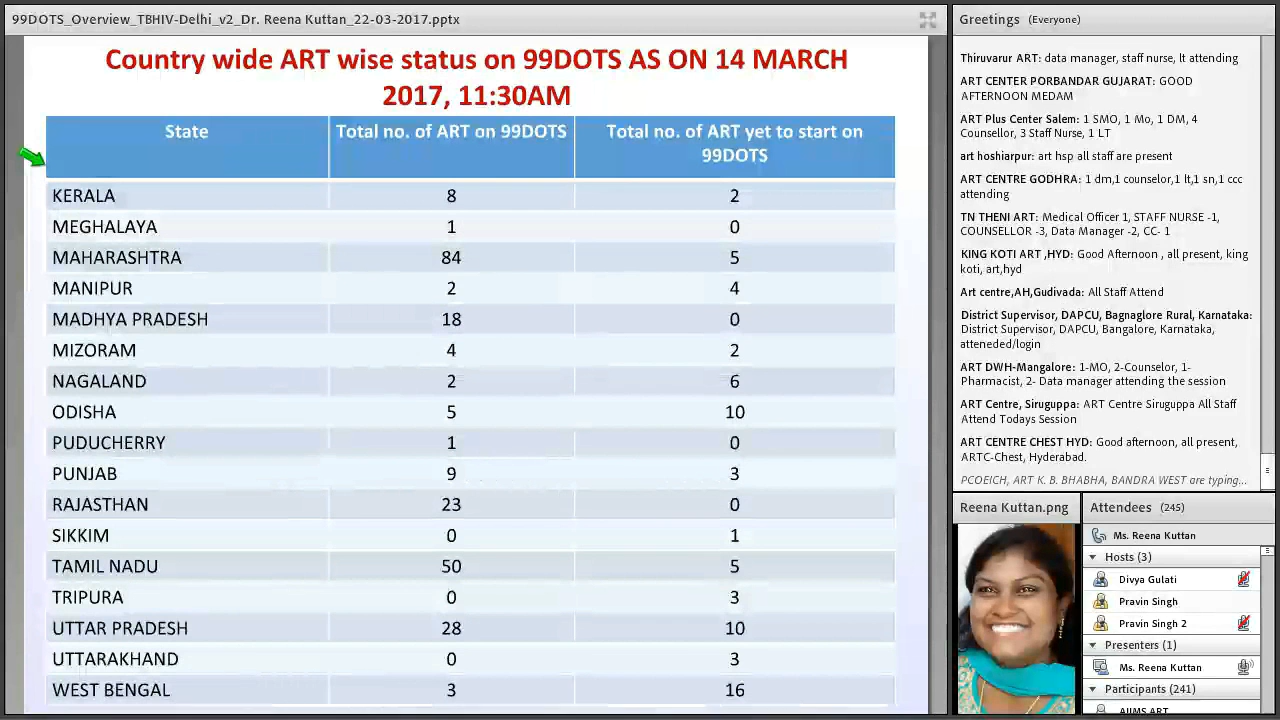 99DOTS_Overview_TBHIV-Delhi_v2_Dr. Reena Kuttan_22-03-2017.pptx
Country wide ART wise status on 99DOTS AS ON 14 MARCH
2017, 11:30AM
State Total no. of ART on 99DOTS Total no. of ART yet to start on
99DOTS
KERALA 8 2
MEGHALAYA 1 0
MAHARASHTRA 84 5
MANIPUR 2 4
MADHYA PRADESH 18 0
MIZORAM 4 2
NAGALAND 2 6
ODISHA 5 10
PUDUCHERRY 1 0
PUNJAB 9 3
RAJASTHAN 23 0
SIKKIM 0 1
TAMIL NADU 50 5
TRIPURA 0 3
UTTAR PRADESH 28 10
UTTARAKHAND 0 3
WEST BENGAL 3 16
Greetings (Everyone)
Thiruvarur ART: data manager, staff nurse, lt attending
ART CENTER PORBANDAR GUJARAT: GOOD
AFTERNOON MEDAM
ART Plus Center Salem: 1 SMO, 1 Mo, 1 DM, 4
Counsellor, 3 Staff Nurse, 1 LT
art hoshiarpur: art hsp all staff are present
ART CENTRE GODHRA: 1 dm,1 counselor,1 lt,1 sn,1 ccc
attending
TN THENI ART: Medical Officer 1, STAFF NURSE -1,
COUNSELLOR -3, Data Manager -2, CC- 1
KING KOTI ART ,HYD: Good Afternoon , all present, king
koti, art,hyd
Art centre,AH,Gudivada: All Staff Attend
District Supervisor, DAPCU, Bagnaglore Rural, Karnataka:
District Supervisor, DAPCU, Bangalore, Karnataka,
atteneded/login
ART DWH-Mangalore: 1-MO, 2-Counselor, 1-
Pharmacist, 2- Data manager attending the session
ART Centre, Siruguppa: ART Centre Siruguppa All Staff
Attend Todays Session
ART CENTRE CHEST HYD: Good afternoon, all present,
ARTC-Chest, Hyderabad.
PCOEICH, ART K. B. BHABHA, BANDRA WEST are typing...
Reena Kuttan.png
Attendees (245)
Ms. Reena Kuttan
Hosts (3)
Divya Gulati
Pravin Singh
Pravin Singh 2
Presenters (1)
Ms. Reena Kuttan
Participants (241)
AIIMS ART